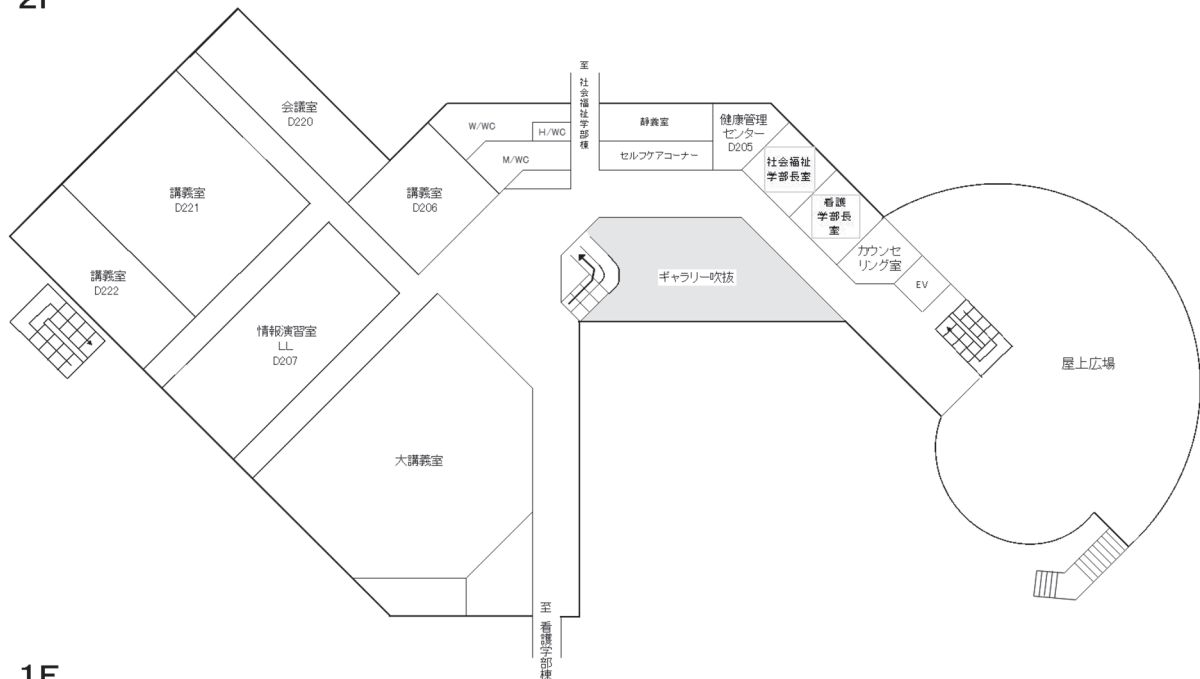 2F
会議室
D220
講義室
D221
講義室
D222
講義室
D206
情報演習室
LL
D207
大講義室
W/WC
H/WC
M/WC
至 社会福祉学部棟
静養室
セルフケアコーナー
健康管理
センター
D205
社会福祉
学部長室
看護
学部長
室
カウンセ
リング室
EV
ギャラリー吹抜
屋上広場
至 看護学部棟
1F